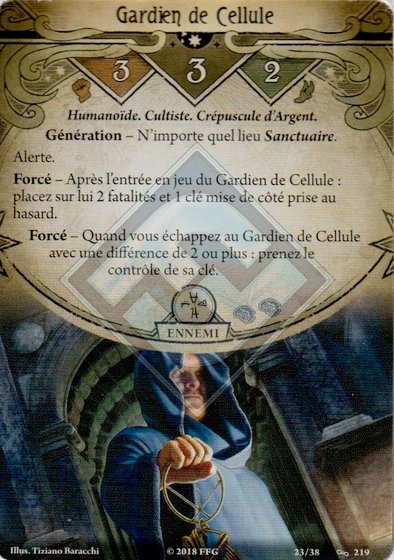 Gardien de Cellule
3 3 2
Humanoïde. Cultiste. Crépuscule d'Argent.
Génération – N'importe quel lieu Sanctuaire.
Alerte.
Forcé – Après l'entrée en jeu du Gardien de Cellule :
placez sur lui 2 fatalités et 1 clé mise de côté prise au
hasard.
Forcé – Quand vous échappez au Gardien de Cellule
avec une différence de 2 ou plus : prenez le
contrôle de sa clé.
ENNEMI
Illus. Tiziano Baracchi © 2018 FFG 23/38 219